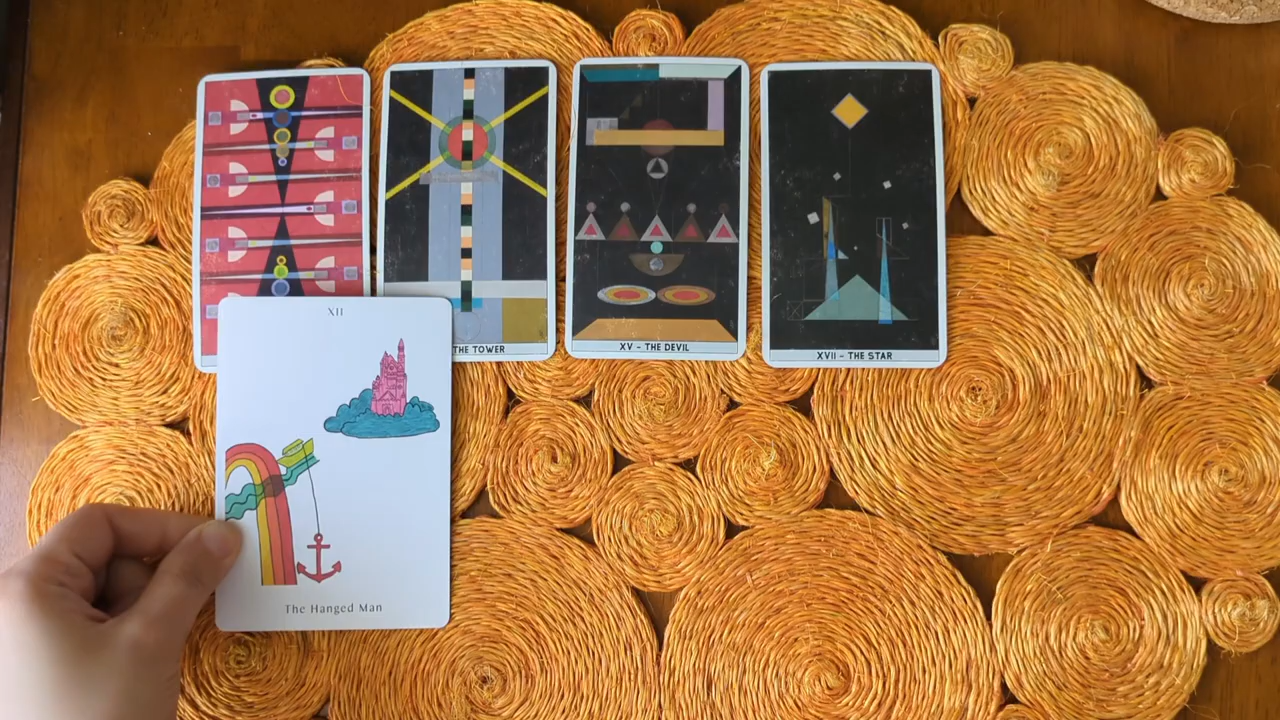 THE TOWER
XV - THE DEVIL
XVII - THE STAR
XII
The Hanged Man